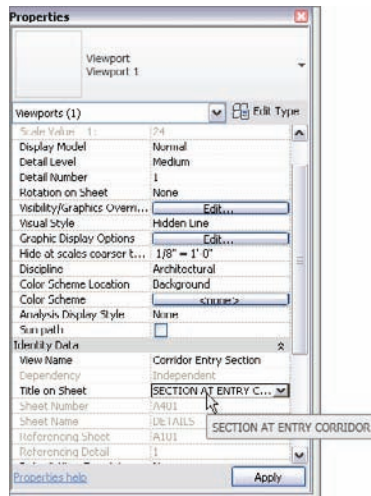 Properties
Viewport
Viewport 1
Viewports (1) Edit Type
Scale Value 1: 24
Display Model Normal
Detail Level Medium
Detail Number 1
Rotation on Sheet None
Visibility/Graphics Overri... Edit...
Visual Style Hidden Line
Graphic Display Options Edit...
Hide at scales coarser t... 1/8" = 1'-0"
Discipline Architectural
Color Scheme Location Background
Color Scheme <none>
Analysis Display Style None
Sun path
Identity Data
View Name Corridor Entry Section
Dependency Independent
Title on Sheet SECTION AT ENTRY C...
Sheet Number A401
Sheet Name DETAILS
SECTION AT ENTRY CORRIDOR
Referencing Sheet A101
Referencing Detail 1
Properties help Apply